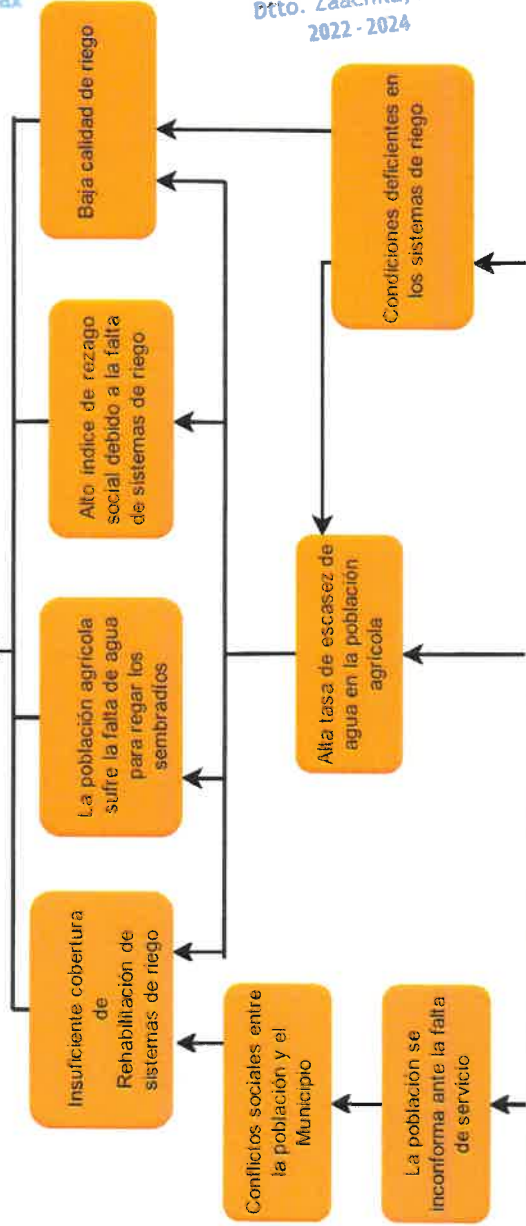 Dtto. Zaachila,
2022 - 2024
Insuficiente cobertura
de
Rehabilitación de
sistemas de riego
La población agrícola
sufre la falta de agua
para regar los
sembradíos
Alto índice de rezago
social debido a la falta
de sistemas de riego
Baja calidad de riego
Conflictos sociales entre
la población y el
Municipio
Alta tasa de escasez de
agua en la población
agrícola
Condiciones deficientes en
los sistemas de riego
La población se
inconforma ante la falta
de servicio